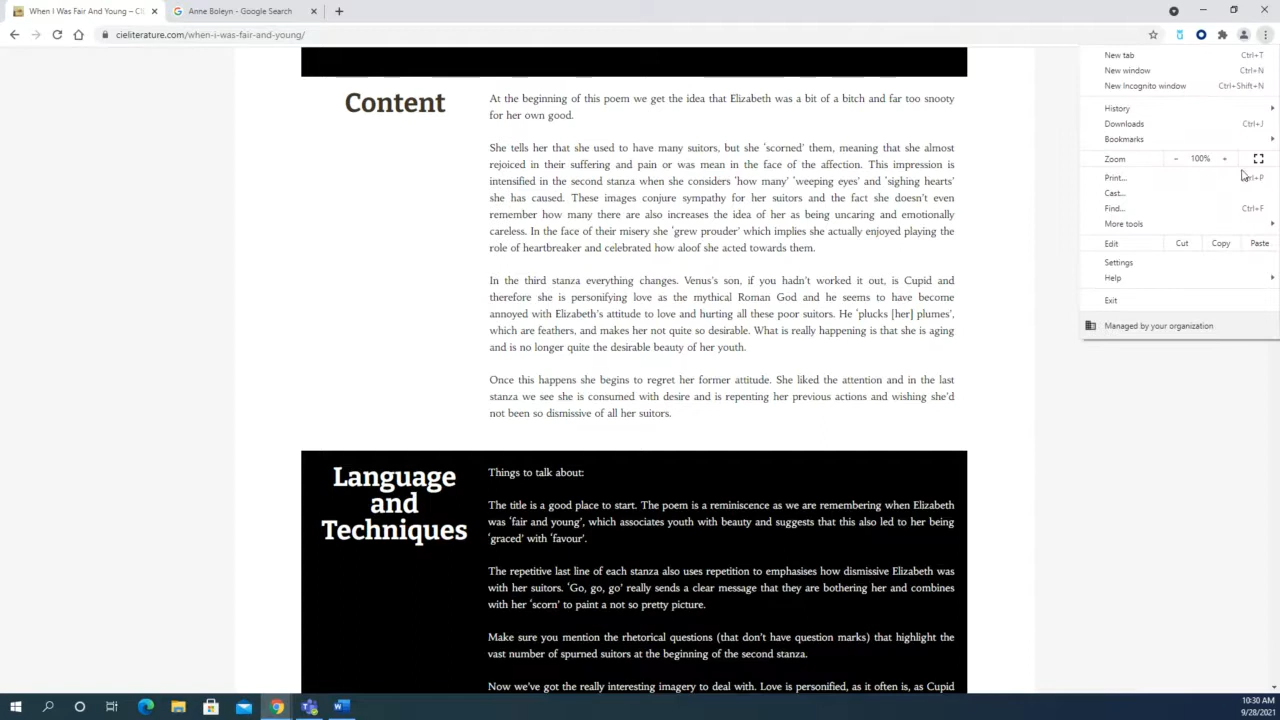 When I Was Fair And Young – CI
Anne Boleyn - Google Search
cieliterature.com/when-i-was-fair-and-young/
New tab Ctrl+T
New window Ctrl+N
New Incognito window Ctrl+Shift+N
History
Downloads Ctrl+J
Bookmarks
Zoom - 100% +
Print... Ctrl+P
Cast...
Find... Ctrl+F
More tools
Edit Cut Copy Paste
Settings
Help
Exit
Managed by your organization
Content
At the beginning of this poem we get the idea that Elizabeth was a bit of a bitch and far too snooty
for her own good.
She tells her that she used to have many suitors, but she ‘scorned’ them, meaning that she almost
rejoiced in their suffering and pain or was mean in the face of the affection. This impression is
intensified in the second stanza when she considers ‘how many’ ‘weeping eyes’ and ‘sighing hearts’
she has caused. These images conjure sympathy for her suitors and the fact she doesn’t even
remember how many there are also increases the idea of her as being uncaring and emotionally
careless. In the face of their misery she ‘grew prouder’ which implies she actually enjoyed playing the
role of heartbreaker and celebrated how aloof she acted towards them.
In the third stanza everything changes. Venus’s son, if you hadn’t worked it out, is Cupid and
therefore she is personifying love as the mythical Roman God and he seems to have become
annoyed with Elizabeth’s attitude to love and hurting all these poor suitors. He ‘plucks [her] plumes’,
which are feathers, and makes her not quite so desirable. What is really happening is that she is aging
and is no longer quite the desirable beauty of her youth.
Once this happens she begins to regret her former attitude. She liked the attention and in the last
stanza we see she is consumed with desire and is repenting her previous actions and wishing she’d
not been so dismissive of all her suitors.
Language
and
Techniques
Things to talk about:
The title is a good place to start. The poem is a reminiscence as we are remembering when Elizabeth
was ‘fair and young’, which associates youth with beauty and suggests that this also led to her being
‘graced’ with ‘favour’.
The repetitive last line of each stanza also uses repetition to emphasises how dismissive Elizabeth was
with her suitors. ‘Go, go, go’ really sends a clear message that they are bothering her and combines
with her ‘scorn’ to paint a not so pretty picture.
Make sure you mention the rhetorical questions (that don’t have question marks) that highlight the
vast number of spurned suitors at the beginning of the second stanza.
Now we’ve got the really interesting imagery to deal with. Love is personified, as it often is, as Cupid
10:30 AM
9/28/2021